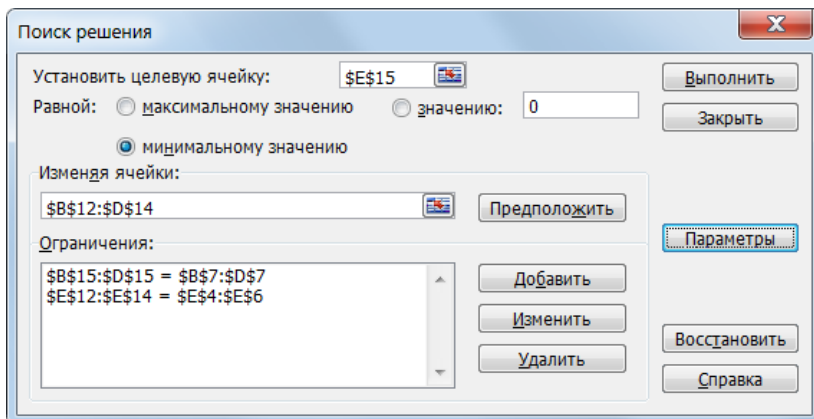 Поиск решения
Установить целевую ячейку: $E$15
Равной: максимальному значению значению: 0
минимальному значению
Изменяя ячейки:
$B$12:$D$14
Предположить
Ограничения:
$B$15:$D$15 = $B$7:$D$7
$E$12:$E$14 = $E$4:$E$6
Добавить
Изменить
Удалить
Выполнить
Закрыть
Параметры
Восстановить
Справка